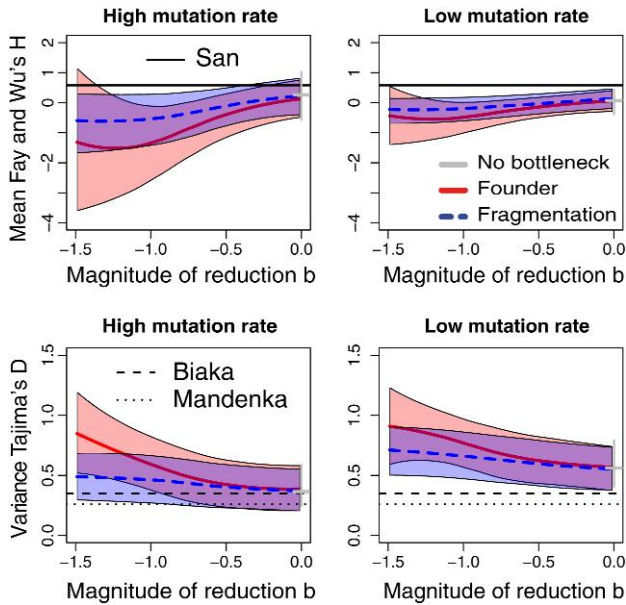 High mutation rate
Low mutation rate
Mean Fay and Wu's H
2
1
0
-2
-4
San
-1.5 -1.0 -0.5 0.0
Magnitude of reduction b
2
1
0
-2
-4
No bottleneck
Founder
Fragmentation
-1.5 -1.0 -0.5 0.0
Magnitude of reduction b
High mutation rate
Low mutation rate
Variance Tajima's D
1.5
1.0
0.5
0.0
Biaka
Mandenka
-1.5 -1.0 -0.5 0.0
Magnitude of reduction b
1.5
1.0
0.5
0.0
-1.5 -1.0 -0.5 0.0
Magnitude of reduction b